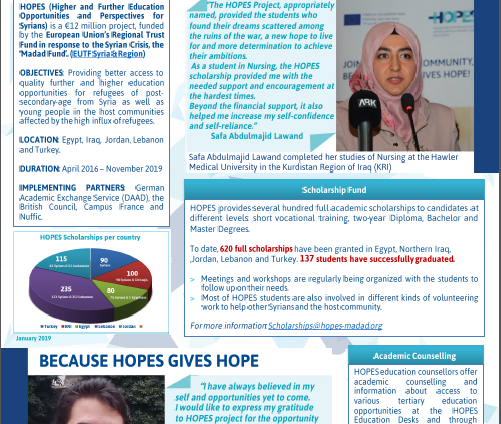 HOPES (Higher and Further Education
Opportunities and Perspectives for
Syrians) is a €12 million project, funded
by the European Union's Regional Trust
Fund in response to the Syrian Crisis, the
"Madad Fund". (EUTF Syria & Region)
OBJECTIVES: Providing better access to
quality further and higher education
opportunities for refugees of post-
secondary-age from Syria as well as
young people in the host communities
affected by the high influx of refugees.
LOCATION: Egypt, Iraq, Jordan, Lebanon
and Turkey.
DURATION: April 2016 – November 2019
IMPLEMENTING PARTNERS: German
Academic Exchange Service (DAAD), the
British Council, Campus France and
Nuffic.
HOPES Scholarships per country
115
90
Syrians
100
235
80
Turkey KRI Egypt Lebanon Jordan
January 2019
"The HOPES Project, appropriately
named, provided the students who
found their dreams scattered among
the ruins of the war, a new hope to live
for and more determination to achieve
their ambitions.
As a student in Nursing, the HOPES
scholarship provided me with the
needed support and encouragement at
the hardest times.
Beyond the financial support, it also
helped me increase my self-confidence
and self-reliance."
Safa Abdulmajid Lawand
COMMUNITY,
GIVES HOPE!
ARK
Safa Abdulmajid Lawand completed her studies of Nursing at the Hawler
Medical University in the Kurdistan Region of Iraq (KRI)
Scholarship Fund
HOPES provides several hundred full academic scholarships to candidates at
different levels: short vocational training, two-year Diploma, Bachelor and
Master Degrees.
To date, 620 full scholarships have been granted in Egypt, Northern Iraq,
Jordan, Lebanon and Turkey. 137 students have successfully graduated.
> Meetings and workshops are regularly being organized with the students to
follow up on their needs.
> Most of HOPES students are also involved in different kinds of volunteering
work to help other Syrians and the host community.
For more information Scholarships@hopes-madad.org
BECAUSE HOPES GIVES HOPE
"I have always believed in my
self and opportunities yet to come.
I would like to express my gratitude
to HOPES project for the opportunity
Academic Counselling
HOPES education counsellors offer
academic counselling and
information about access to
various tertiary education
opportunities at the HOPES
Education Desks and through